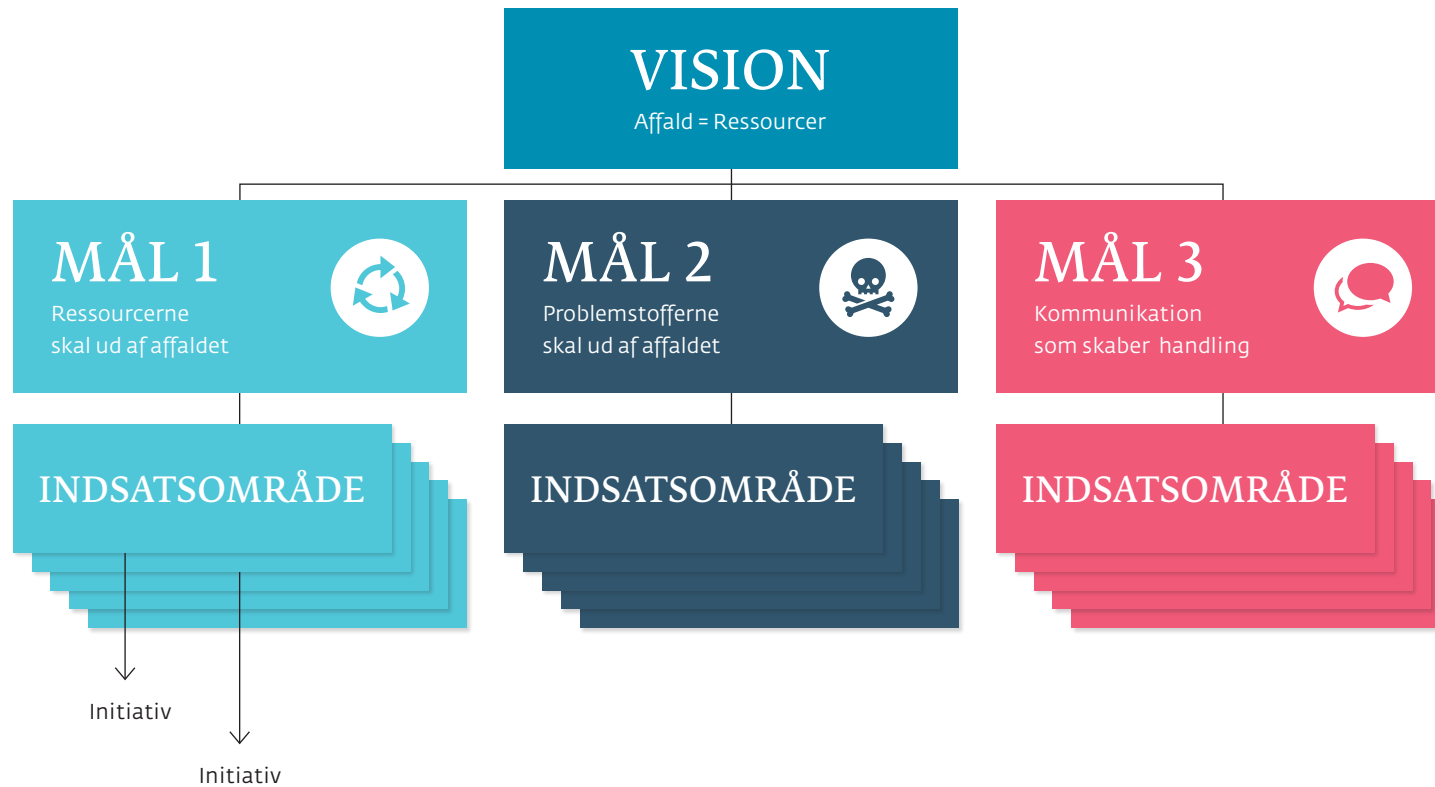 VISION
Affald = Ressourcer
MÅL 1
Ressourcerne
skal ud af affaldet
MÅL 2
Problemstofferne
skal ud af affaldet
MÅL 3
Kommunikation
som skaber handling
INDSATSOMRÅDE
INDSATSOMRÅDE
INDSATSOMRÅDE
Initiativ
Initiativ